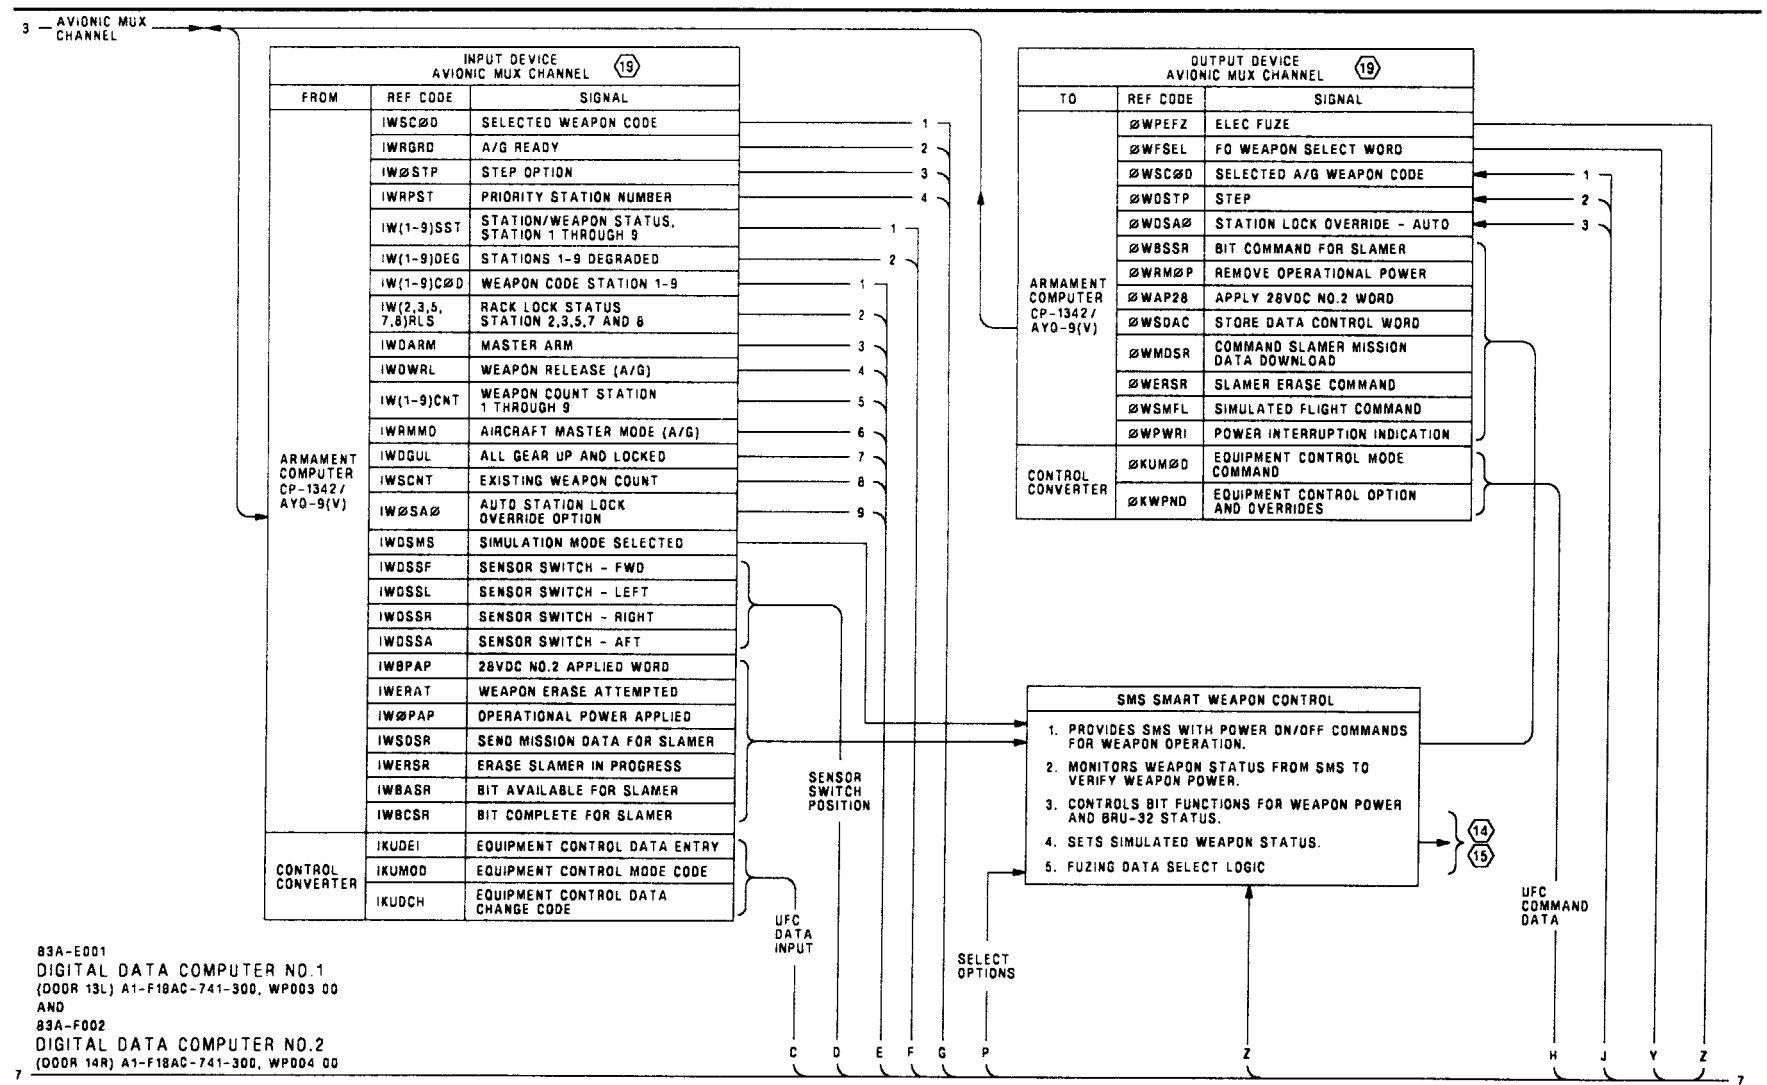 3 — AVIONIC MUX
CHANNEL
INPUT DEVICE
AVIONIC MUX CHANNEL 19
FROM REF CODE SIGNAL
ARMAMENT
COMPUTER
CP-1342/
AYQ-9(V)
IWSCØD SELECTED WEAPON CODE 1
IWRGRD A/G READY 2
IWØSTP STEP OPTION 3
IWRPST PRIORITY STATION NUMBER 4
IW(1-9)SST STATION/WEAPON STATUS,
STATION 1 THROUGH 9 1
IW(1-9)DEG STATIONS 1-9 DEGRADED 2
IW(1-9)CØD WEAPON CODE STATION 1-9 1
IW(2,3,5,
7,8)RLS
RACK LOCK STATUS
STATION 2,3,5,7 AND 8 2
IWDARM MASTER ARM 3
IWDWRL WEAPON RELEASE (A/G) 4
IW(1-9)CNT WEAPON COUNT STATION
1 THROUGH 9 5
IWRMMD AIRCRAFT MASTER MODE (A/G) 6
IWDGUL ALL GEAR UP AND LOCKED 7
IWSCNT EXISTING WEAPON COUNT 8
IWØSAØ AUTO STATION LOCK
OVERRIDE OPTION 9
IWDSMS SIMULATION MODE SELECTED
IWDSSF SENSOR SWITCH - FWD
IWDSSL SENSOR SWITCH - LEFT
IWDSSR SENSOR SWITCH - RIGHT
IWDSSA SENSOR SWITCH - AFT
IWBPAP 28VDC NO.2 APPLIED WORD
IWERAT WEAPON ERASE ATTEMPTED
IWØPAP OPERATIONAL POWER APPLIED
IWSDSR SEND MISSION DATA FOR SLAMER
IWERSR ERASE SLAMER IN PROGRESS
IWBASR BIT AVAILABLE FOR SLAMER
IWBCSR BIT COMPLETE FOR SLAMER
CONTROL
CONVERTER
IKUDEI EQUIPMENT CONTROL DATA ENTRY
IKUMOD EQUIPMENT CONTROL MODE CODE
IKUDCH EQUIPMENT CONTROL DATA
CHANGE CODE
SENSOR
SWITCH
POSITION
UFC
DATA
INPUT
OUTPUT DEVICE
AVIONIC MUX CHANNEL 19
TO REF CODE SIGNAL
ARMAMENT
COMPUTER
CP-1342/
AYQ-9(V)
ØWPEFZ ELEC FUZE
ØWFSEL FQ WEAPON SELECT WORD
ØWSCØD SELECTED A/G WEAPON CODE 1
ØWDSTP STEP 2
ØWDSAØ STATION LOCK OVERRIDE - AUTO 3
ØWBSSR BIT COMMAND FOR SLAMER
ØWRMØP REMOVE OPERATIONAL POWER
ØWAP28 APPLY 28VDC NO.2 WORD
ØWSDAC STORE DATA CONTROL WORD
ØWMDSR COMMAND SLAMER MISSION
DATA DOWNLOAD
ØWERSR SLAMER ERASE COMMAND
ØWSMFL SIMULATED FLIGHT COMMAND
ØWPWRI POWER INTERRUPTION INDICATION
CONTROL
CONVERTER
ØKUMØD EQUIPMENT CONTROL MODE
COMMAND
ØKWPND EQUIPMENT CONTROL OPTION
AND OVERRIDES
SMS SMART WEAPON CONTROL
1. PROVIDES SMS WITH POWER ON/OFF COMMANDS
FOR WEAPON OPERATION.
2. MONITORS WEAPON STATUS FROM SMS TO
VERIFY WEAPON POWER.
3. CONTROLS BIT FUNCTIONS FOR WEAPON POWER
AND BRU-32 STATUS.
4. SETS SIMULATED WEAPON STATUS.
5. FUZING DATA SELECT LOGIC
14
15
SELECT
OPTIONS
UFC
COMMAND
DATA
83A-E001
DIGITAL DATA COMPUTER NO.1
(DOOR 13L) A1-F18AC-741-300, WP003 00
AND
83A-F002
DIGITAL DATA COMPUTER NO.2
(DOOR 14R) A1-F18AC-741-300, WP004 00
C D E F G P Z H J Y Z
7 7